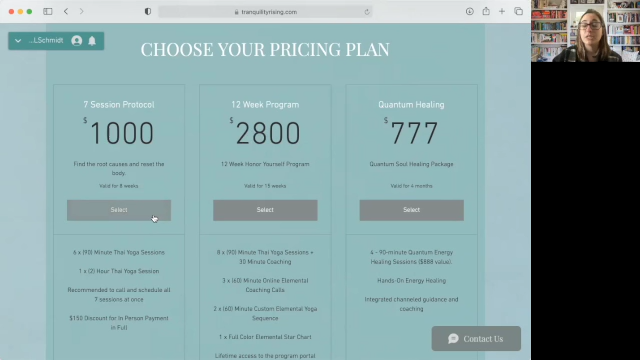 tranquilityrising.com
...LSchmidt
CHOOSE YOUR PRICING PLAN
7 Session Protocol
$1000
Find the root causes and reset the
body.
Valid for 8 weeks
Select
6 x (90) Minute Thai Yoga Sessions
1 x (3) Hour Thai Yoga Session
Recommended to call and schedule all
7 sessions at once
$150 Discount for In Person Payment
in Full
12 Week Program
$2800
12 Week Honor Yourself Program
Valid for 15 weeks
Select
8 x (90) Minute Thai Yoga Sessions +
30 Minute Coaching
3 x (60) Minute Online Elemental
Coaching Calls
2 x (60) Minute Custom Elemental Yoga
Sequence
1 x Full Color Elemental Star Chart
Lifetime access to the program portal
Quantum Healing
$777
Quantum Soul Healing Package
Valid for 4 months
Select
4 - 90-minute Quantum Energy
Healing Sessions ($888 value).
Hands-On Energy Healing
Integrated channeled guidance and
coaching
Contact Us